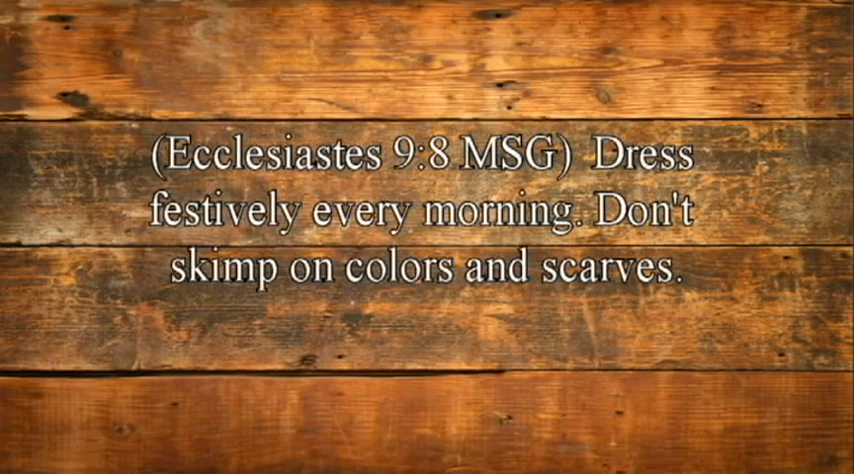 (Ecclesiastes 9:8 MSG)  Dress
festively every morning. Don't
skimp on colors and scarves.